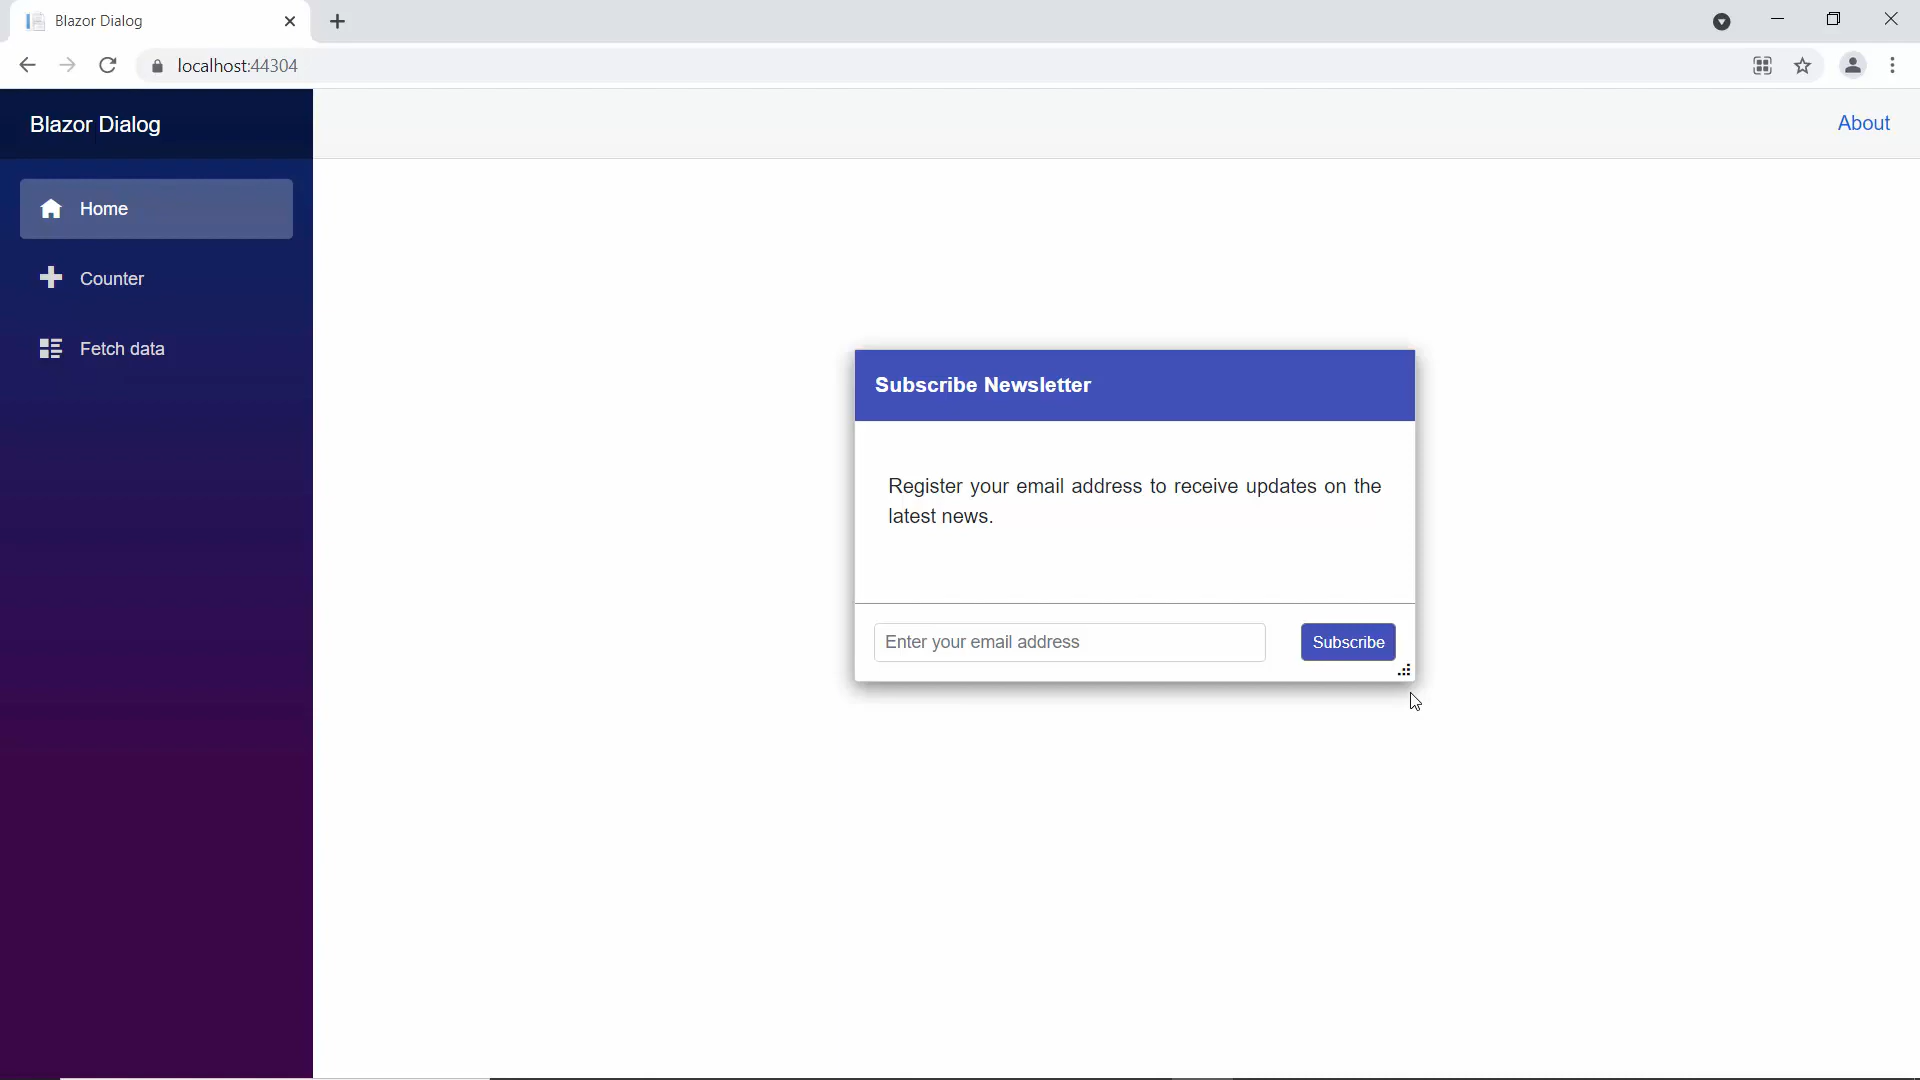 Blazor Dialog
localhost:44304
Blazor Dialog
About
Home
Counter
Fetch data
Subscribe Newsletter
Register your email address to receive updates on the
latest news.
Enter your email address
Subscribe